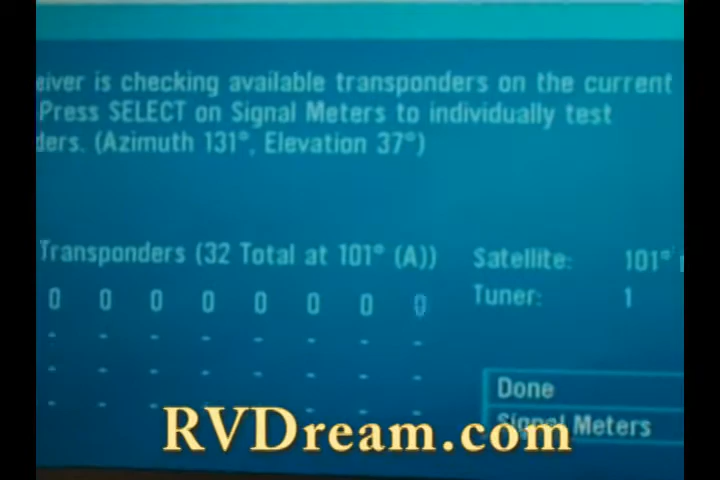 eiver is checking available transponders on the current
Press SELECT on Signal Meters to individually test
ders. (Azimuth 131°, Elevation 37°)
Transponders (32 Total at 101° (A))
Satellite: 101°
0 0 0 0 0 0 0 0
Tuner: 1
- - - - - - - -
- - - - - - - -
- - - - - - - -
Done
Signal Meters
RVDream.com